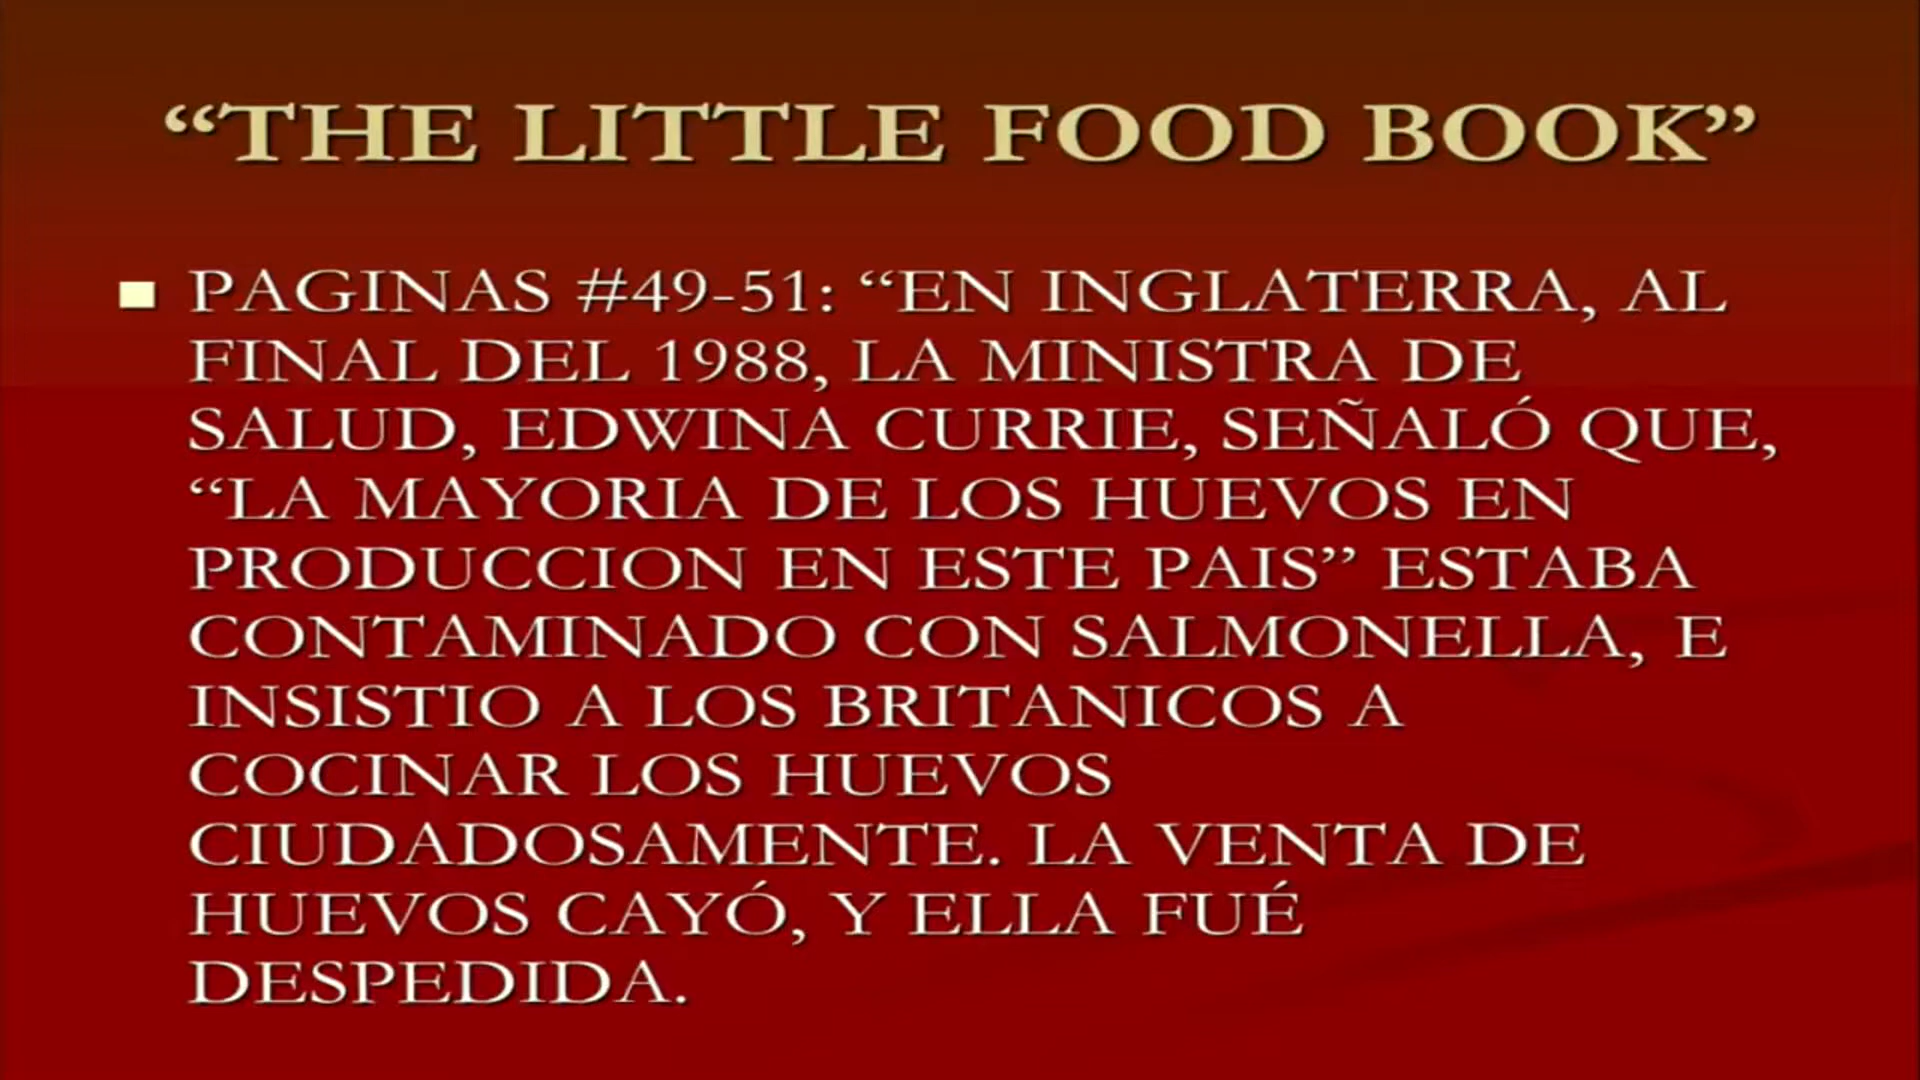 “THE LITTLE FOOD BOOK”
PAGINAS #49-51: “EN INGLATERRA, AL
FINAL DEL 1988, LA MINISTRA DE
SALUD, EDWINA CURRIE, SEÑALÓ QUE,
“LA MAYORIA DE LOS HUEVOS EN
PRODUCCION EN ESTE PAIS” ESTABA
CONTAMINADO CON SALMONELLA, E
INSISTIO A LOS BRITANICOS A
COCINAR LOS HUEVOS
CIUDADOSAMENTE. LA VENTA DE
HUEVOS CAYÓ, Y ELLA FUÉ
DESPEDIDA.